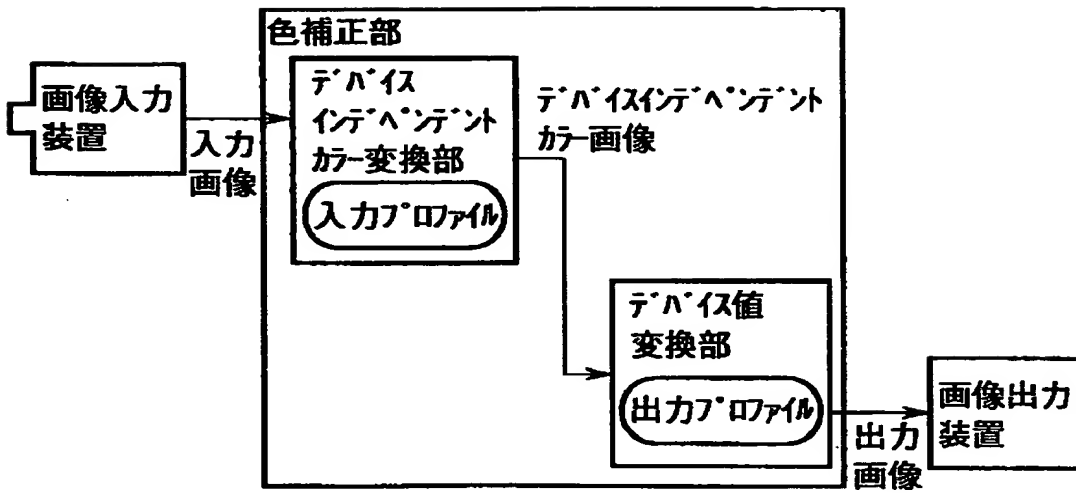 色補正部
画像入力
装置
入力
画像
ﾃﾞﾊﾞｲｽ
ｲﾝﾃﾞﾍﾟﾝﾃﾞﾝﾄ
ｶﾗｰ変換部
入力ﾌﾟﾛﾌｧｲﾙ
ﾃﾞﾊﾞｲｽｲﾝﾃﾞﾍﾟﾝﾃﾞﾝﾄ
ｶﾗｰ画像
ﾃﾞﾊﾞｲｽ値
変換部
出力ﾌﾟﾛﾌｧｲﾙ
出力
画像
画像出力
装置